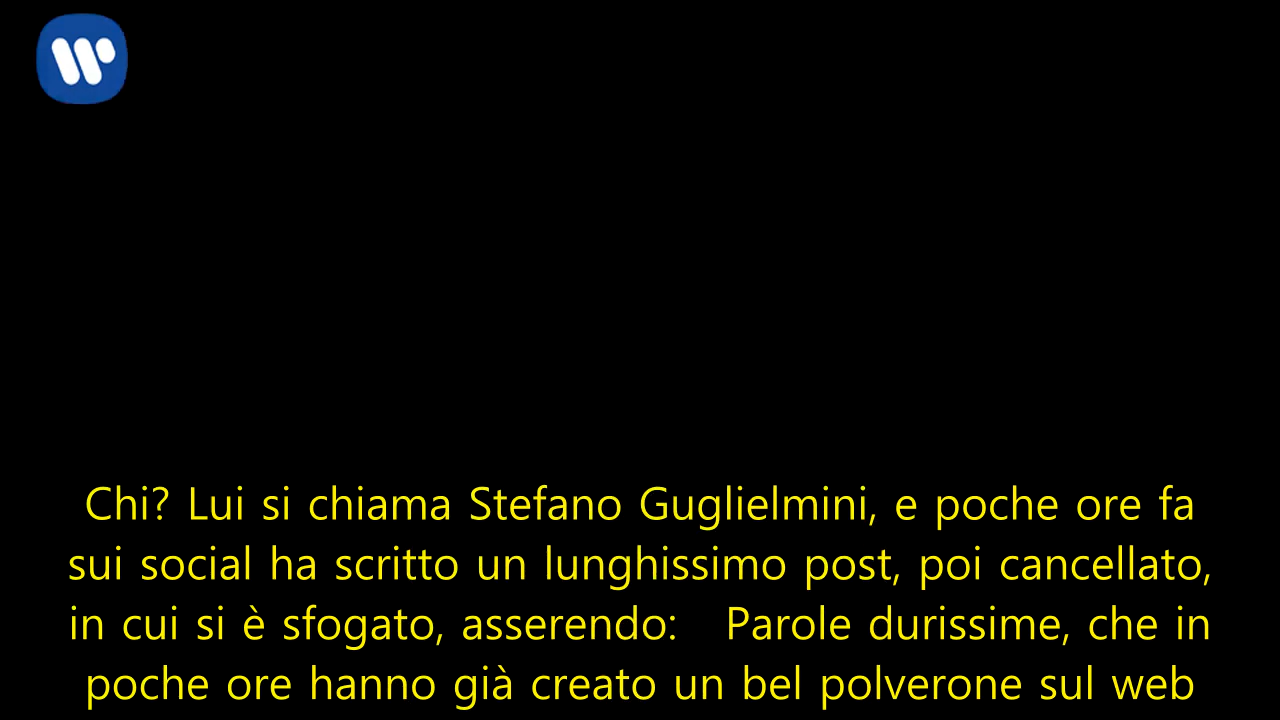 Chi? Lui si chiama Stefano Guglielmini, e poche ore fa
sui social ha scritto un lunghissimo post, poi cancellato,
in cui si è sfogato, asserendo: Parole durissime, che in
poche ore hanno già creato un bel polverone sul web